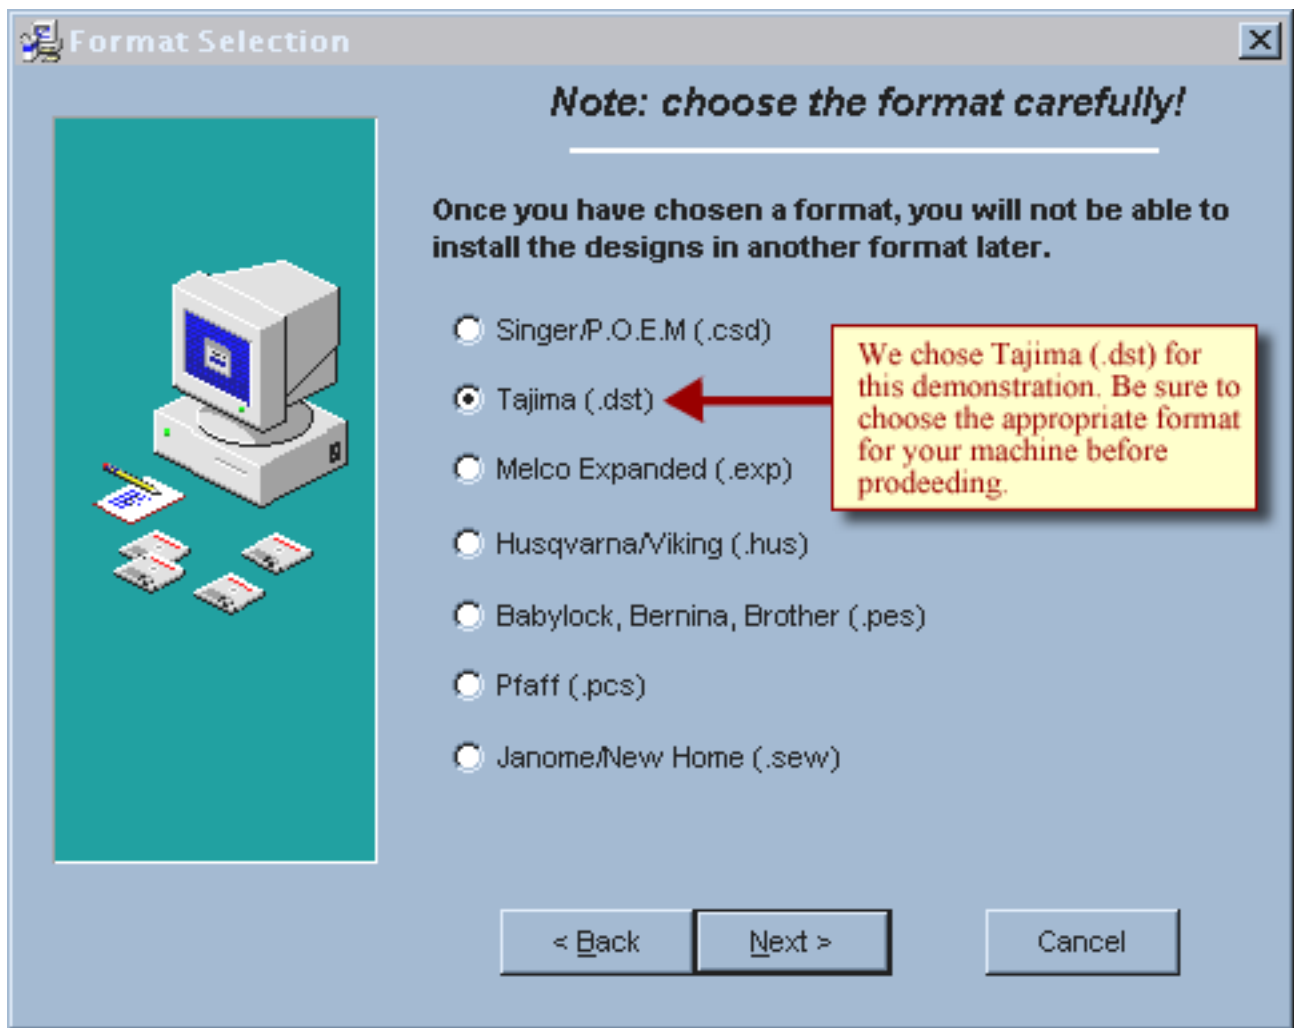 Format Selection
Note: choose the format carefully!
Once you have chosen a format, you will not be able to
install the designs in another format later.
Singer/P.O.E.M (.csd)
Tajima (.dst)
We chose Tajima (.dst) for
this demonstration. Be sure to
choose the appropriate format
for your machine before
prodeeding.
Melco Expanded (.exp)
Husqvarna/Viking (.hus)
Babylock, Bernina, Brother (.pes)
Pfaff (.pcs)
Janome/New Home (.sew)
< Back
Next >
Cancel